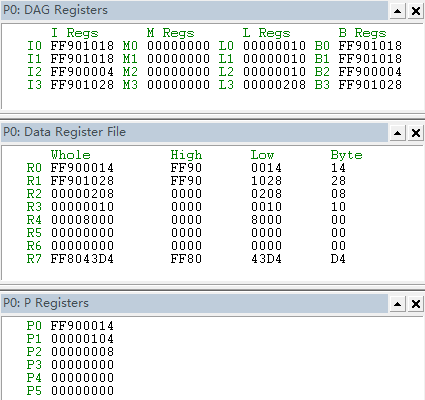 P0: DAG Registers
I Regs M Regs L Regs B Regs
I0 FF901018 M0 00000000 L0 00000010 B0 FF901018
I1 FF901018 M1 00000000 L1 00000010 B1 FF901018
I2 FF900004 M2 00000000 L2 00000010 B2 FF900004
I3 FF901028 M3 00000000 L3 00000208 B3 FF901028
P0: Data Register File
Whole High Low Byte
R0 FF900014 FF90 0014 14
R1 FF901028 FF90 1028 28
R2 00000208 0000 0208 08
R3 00000010 0000 0010 10
R4 00008000 0000 8000 00
R5 00000000 0000 0000 00
R6 00000000 0000 0000 00
R7 FF8043D4 FF80 43D4 D4
P0: P Registers
P0 FF900014
P1 00000104
P2 00000008
P3 00000000
P4 00000000
P5 00000000